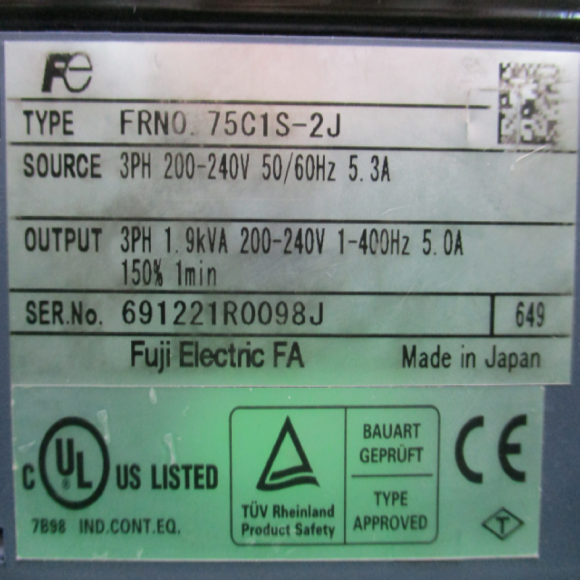 Fe
TYPE FRN0.75C1S-2J
SOURCE 3PH 200-240V 50/60Hz 5.3A
OUTPUT 3PH 1.9kVA 200-240V 1-400Hz 5.0A
150% 1min
SER.No. 691221R0098J 649
Fuji Electric FA Made in Japan
C UL US LISTED
®
7B98 IND.CONT.EQ.
TÜV Rheinland
Product Safety
BAUART
GEPRÜFT
TYPE
APPROVED
CE
T